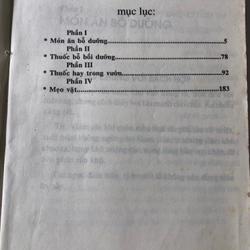 mục lục:
Phần I
* Món ăn bổ dưỡng.....5
Phần II
* Thuốc bổ bồi dưỡng.....78
Phần III
* Thuốc hay trong vườn.....92
Phần IV
* Mẹo vặt.....153